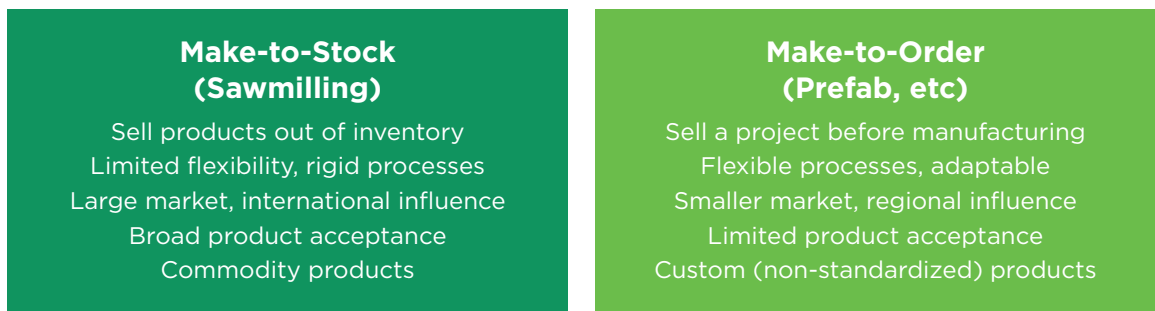 Make-to-Stock
(Sawmilling)
Sell products out of inventory
Limited flexibility, rigid processes
Large market, international influence
Broad product acceptance
Commodity products
Make-to-Order
(Prefab, etc)
Sell a project before manufacturing
Flexible processes, adaptable
Smaller market, regional influence
Limited product acceptance
Custom (non-standardized) products